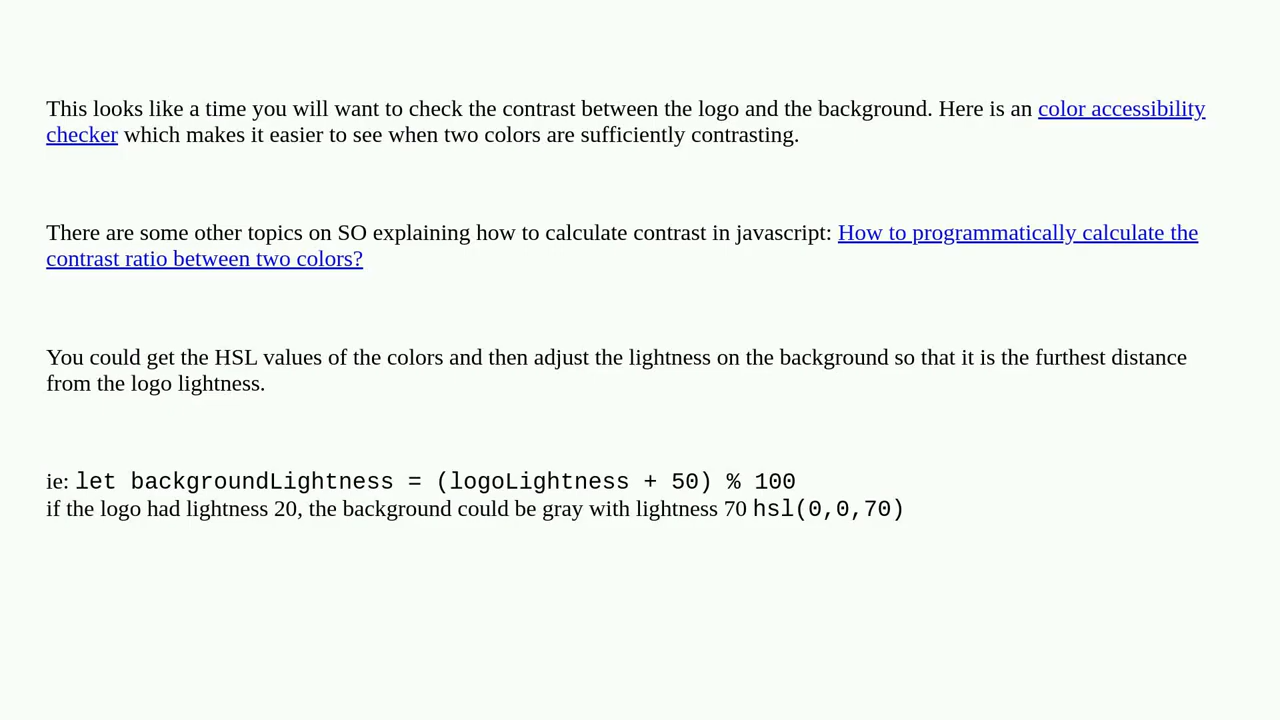 This looks like a time you will want to check the contrast between the logo and the background. Here is an color accessibility
checker which makes it easier to see when two colors are sufficiently contrasting.
There are some other topics on SO explaining how to calculate contrast in javascript: How to programmatically calculate the
contrast ratio between two colors?
You could get the HSL values of the colors and then adjust the lightness on the background so that it is the furthest distance
from the logo lightness.
ie: let backgroundLightness = (logoLightness + 50) % 100
if the logo had lightness 20, the background could be gray with lightness 70 hsl(0,0,70)